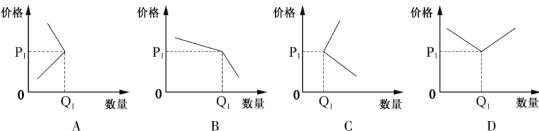 价格 价格 价格 价格
P₁ P₁ P₁ P₁
0 Q₁ 数量 0 Q₁ 数量 0 Q₁ 数量 0 Q₁ 数量
A B C D